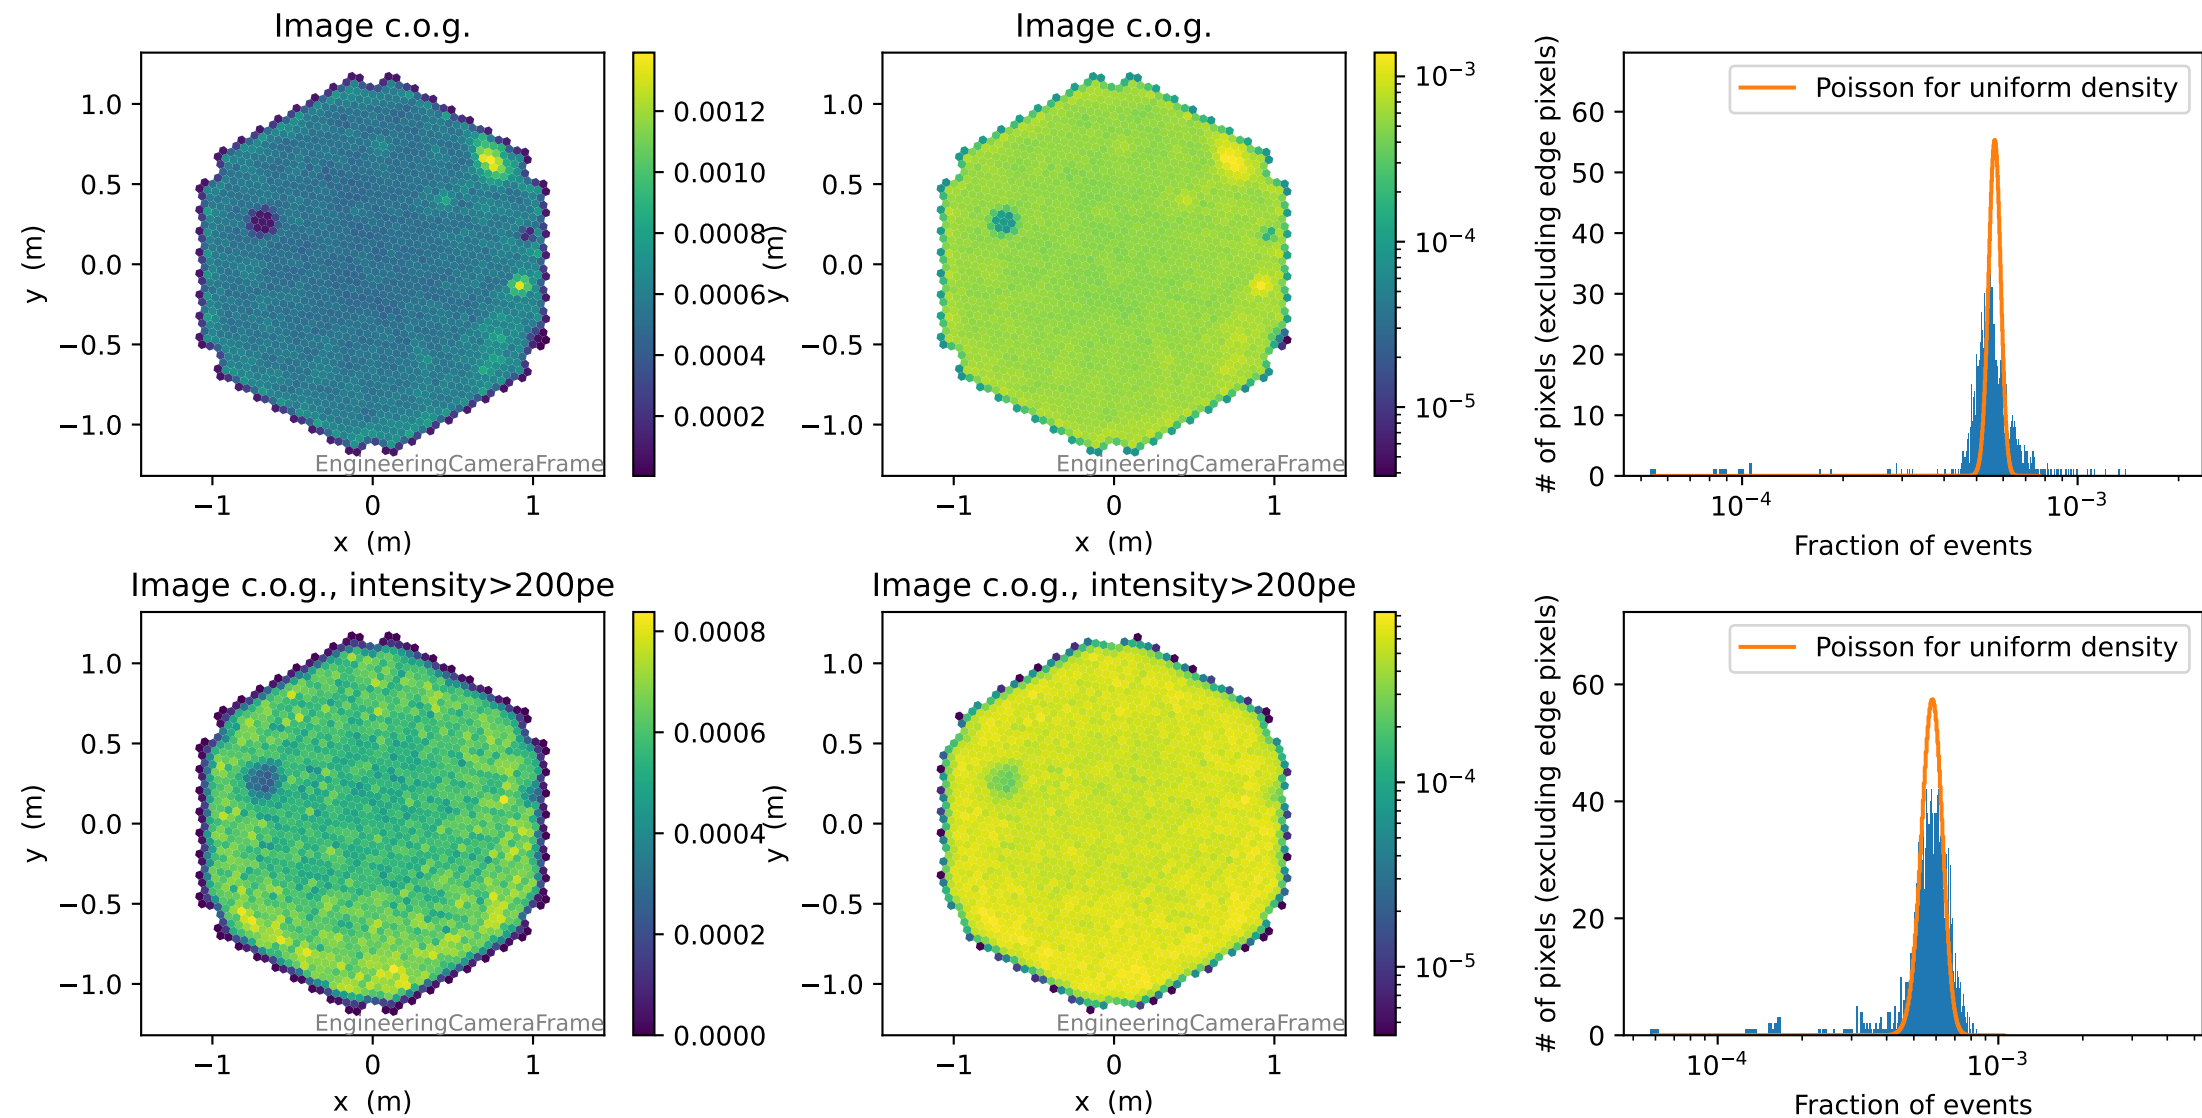 Image c.o.g.
y (m)
1.0
0.5
0.0
−0.5
−1.0
−1
0
1
x (m)
EngineeringCameraFrame
0.0012
0.0010
0.0008
0.0006
0.0004
0.0002
Image c.o.g.
y (m)
1.0
0.5
0.0
−0.5
−1.0
−1
0
1
x (m)
EngineeringCameraFrame
10⁻³
10⁻⁴
10⁻⁵
# of pixels (excluding edge pixels)
60
50
40
30
20
10
0
Poisson for uniform density
10⁻⁴
10⁻³
Fraction of events
Image c.o.g., intensity>200pe
y (m)
1.0
0.5
0.0
−0.5
−1.0
−1
0
1
x (m)
EngineeringCameraFrame
0.0008
0.0006
0.0004
0.0002
0.0000
Image c.o.g., intensity>200pe
y (m)
1.0
0.5
0.0
−0.5
−1.0
−1
0
1
x (m)
EngineeringCameraFrame
10⁻⁴
10⁻⁵
# of pixels (excluding edge pixels)
60
40
20
0
Poisson for uniform density
10⁻⁴
10⁻³
Fraction of events